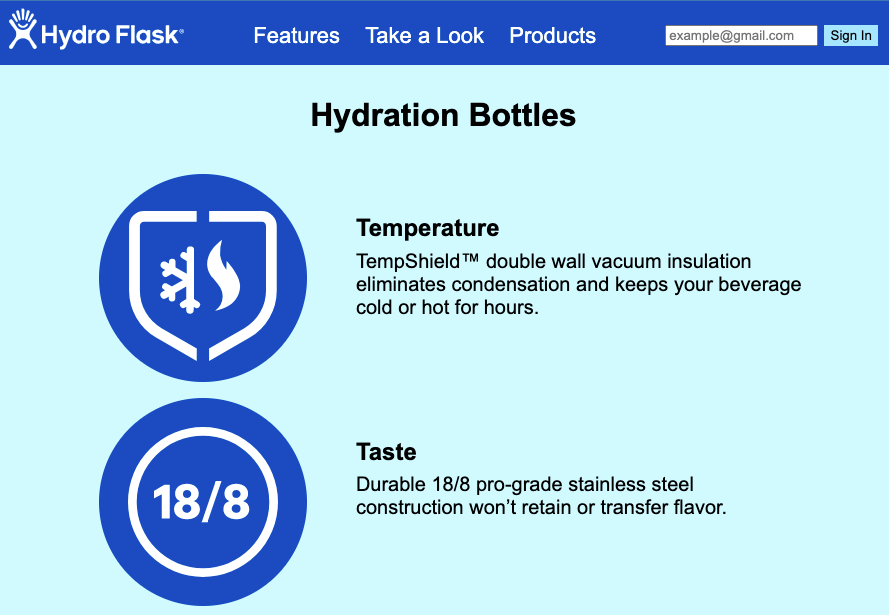 Hydro Flask®
Features Take a Look Products
example@gmail.com Sign In
Hydration Bottles
Temperature
TempShield™ double wall vacuum insulation
eliminates condensation and keeps your beverage
cold or hot for hours.
18/8
Taste
Durable 18/8 pro-grade stainless steel
construction won’t retain or transfer flavor.